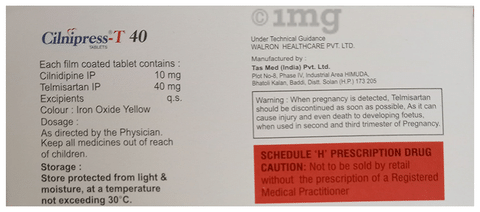 1mg
Cilnipress®-T 40
TABLETS
Each film coated tablet contains :
Cilnidipine IP 10 mg
Telmisartan IP 40 mg
Excipients q.s.
Colour : Iron Oxide Yellow
Dosage :
As directed by the Physician.
Keep all medicines out of reach
of children.
Storage :
Store protected from light &
moisture, at a temperature
not exceeding 30°C.
Under Technical Guidance
WALRON HEALTHCARE PVT. LTD.
Manufactured by :
Tas Med (India) Pvt. Ltd.
Plot No-8, Phase IV, Industrial Area HIMUDA,
Bhatoli Kalan, Baddi, Distt. Solan (H.P.) 173 205
Warning : When pregnancy is detected, Telmisartan
should be discontinued as soon as possible, As it can
cause injury and even death to developing foetus,
when used in second and third trimester of Pregnancy.
SCHEDULE 'H' PRESCRIPTION DRUG
CAUTION: Not to be sold by retail
without the prescription of a Registered
Medical Practitioner